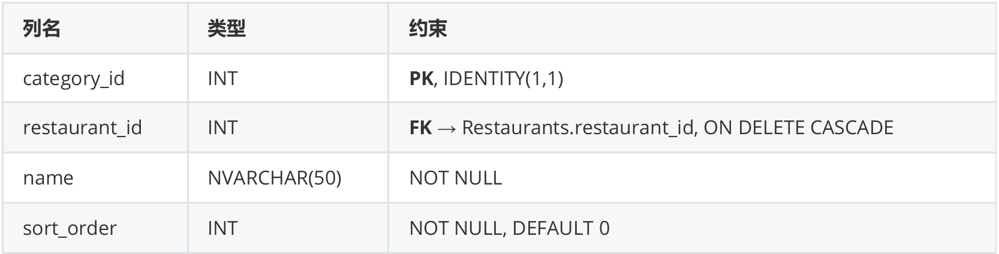 列名 类型 约束
category_id INT PK, IDENTITY(1,1)
restaurant_id INT FK → Restaurants.restaurant_id, ON DELETE CASCADE
name NVARCHAR(50) NOT NULL
sort_order INT NOT NULL, DEFAULT 0